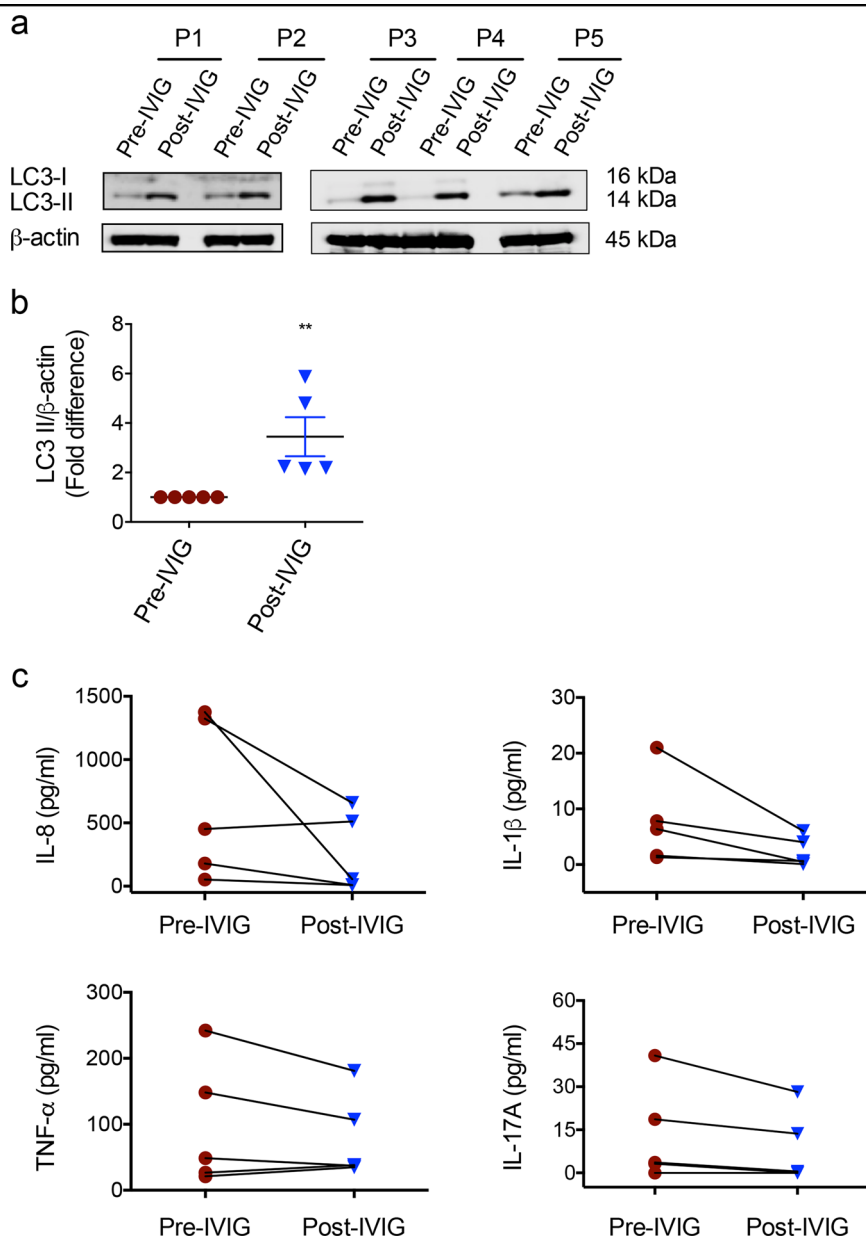 a
P1 P2 P3 P4 P5
Pre-IVIG Post-IVIG Pre-IVIG Post-IVIG Pre-IVIG Post-IVIG Pre-IVIG Post-IVIG Pre-IVIG Post-IVIG
LC3-I 16 kDa
LC3-II 14 kDa
β-actin 45 kDa
b
LC3 II/β-actin
(Fold difference)
8
6
4
2
0
**
Pre-IVIG Post-IVIG
c
IL-8 (pg/ml)
1500
1000
500
0
Pre-IVIG Post-IVIG
IL-1β (pg/ml)
30
20
10
0
Pre-IVIG Post-IVIG
TNF-α (pg/ml)
300
200
100
0
Pre-IVIG Post-IVIG
IL-17A (pg/ml)
60
45
30
15
0
Pre-IVIG Post-IVIG